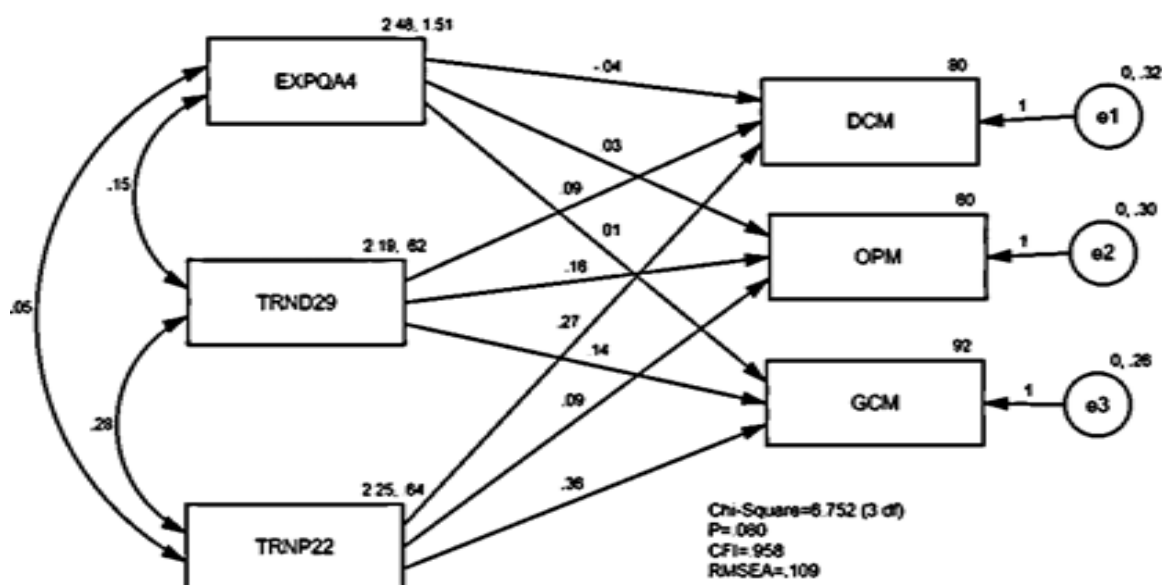 2 48, 1.51
EXPQA4
-.04
80
0, .32
DCM
1
e1
.03
.15
.09
2 19, 62
01
80
0, .30
OPM
1
e2
.05
TRND29
.16
.27
.14
92
0, .26
GCM
1
e3
.09
.28
2 25, .64
.36
TRNP22
Chi-Square=6.752 (3 df)
P=.080
CFI=.958
RMSEA=.109